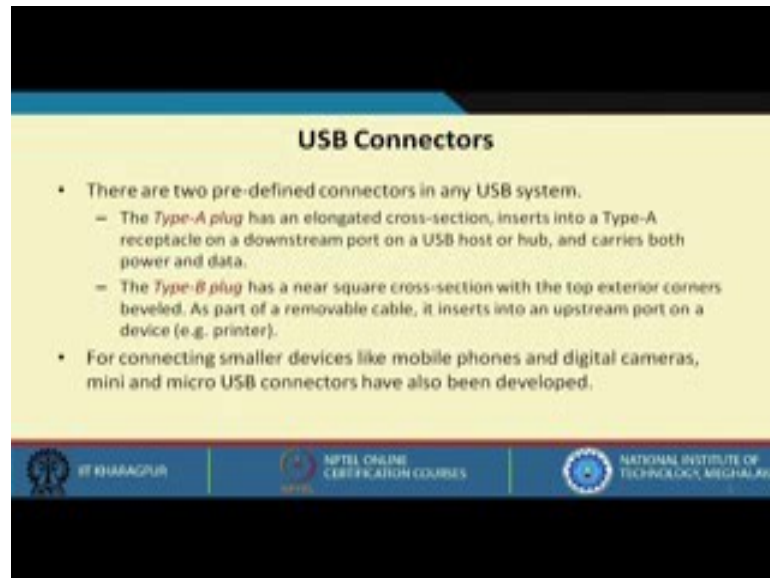 USB Connectors
• There are two pre-defined connectors in any USB system.
– The Type-A plug has an elongated cross-section, inserts into a Type-A
receptacle on a downstream port on a USB host or hub, and carries both
power and data.
– The Type-B plug has a near square cross-section with the top exterior corners
beveled. As part of a removable cable, it inserts into an upstream port on a
device (e.g. printer).
• For connecting smaller devices like mobile phones and digital cameras,
mini and micro USB connectors have also been developed.
IIT KHARAGPUR
NPTEL ONLINE
CERTIFICATION COURSES
NPTEL
NATIONAL INSTITUTE OF
TECHNOLOGY, MEGHALAYA